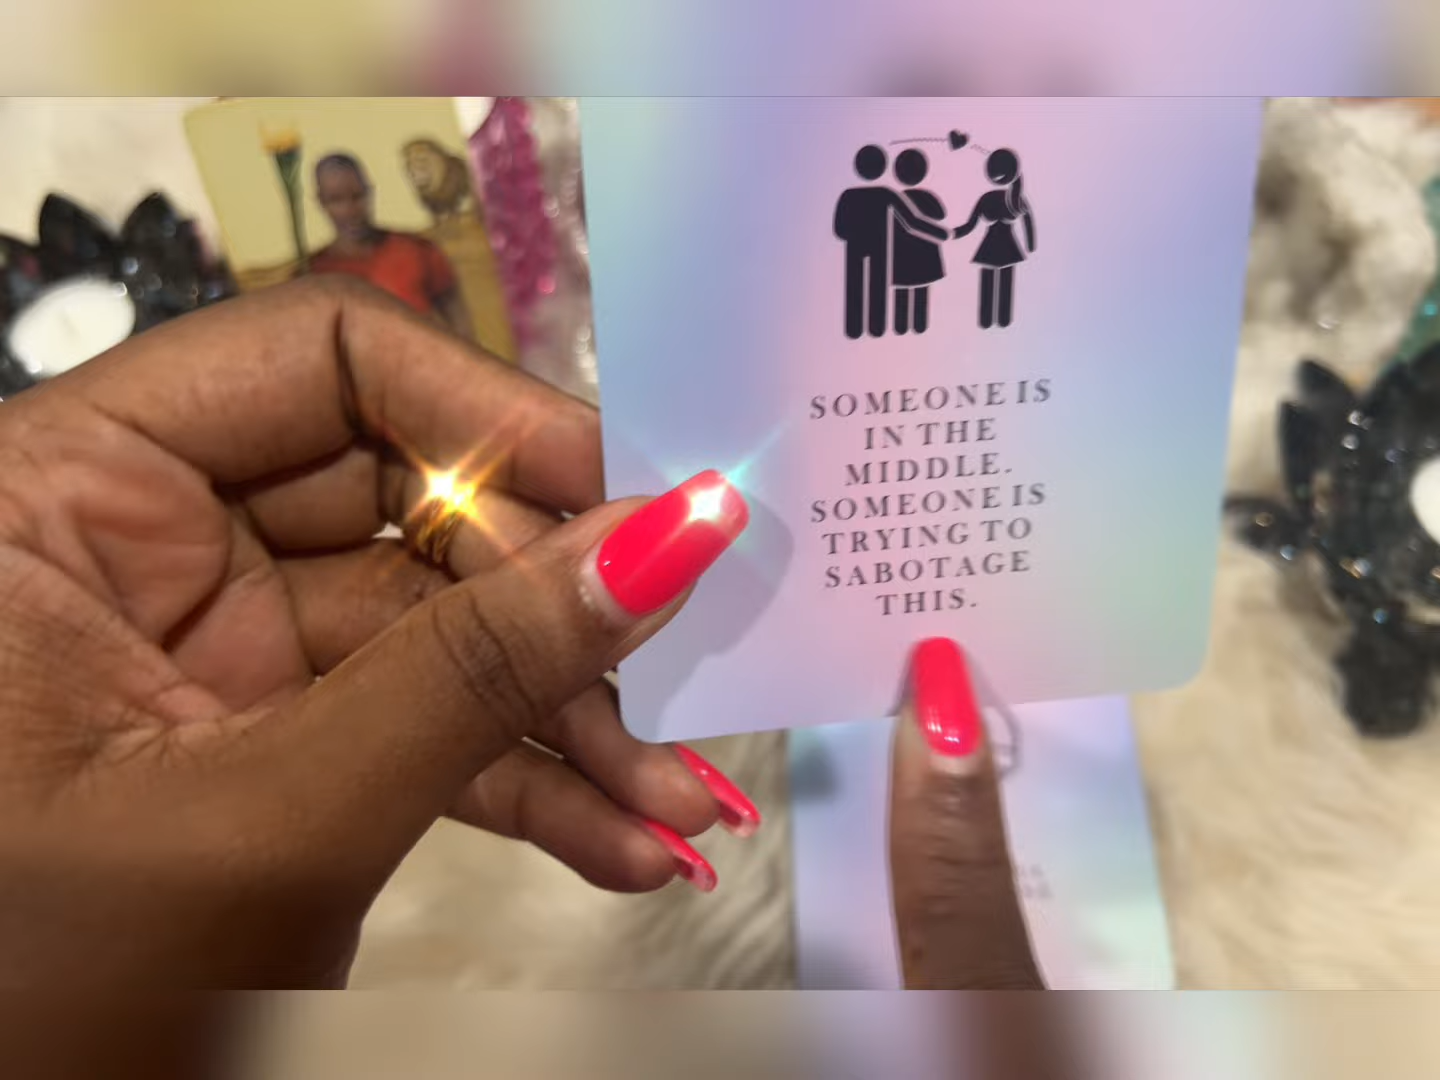 SOMEONE IS
IN THE
MIDDLE.
SOMEONE IS
TRYING TO
SABOTAGE
THIS.